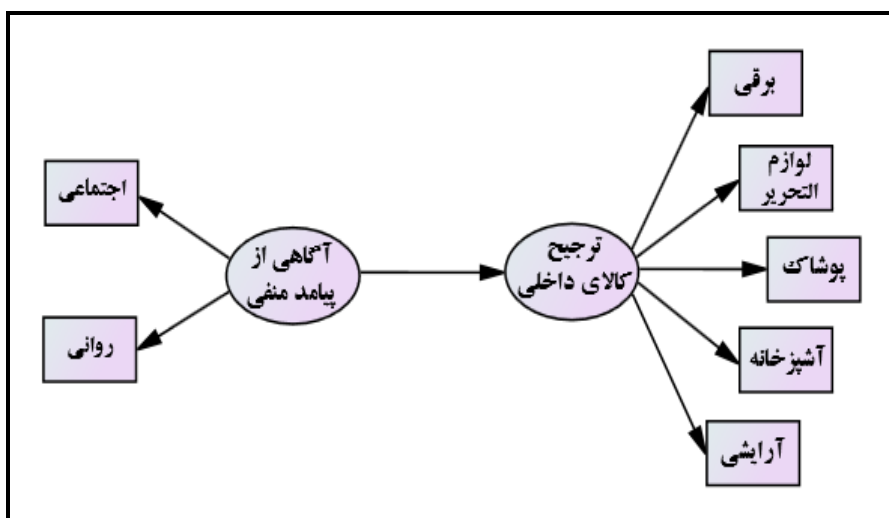 برقی
لوازم
التحریر
پوشاک
آشپزخانه
آرایشی
ترجیح
کالای داخلی
آگاهی از
پیامد منفی
اجتماعی
روانی